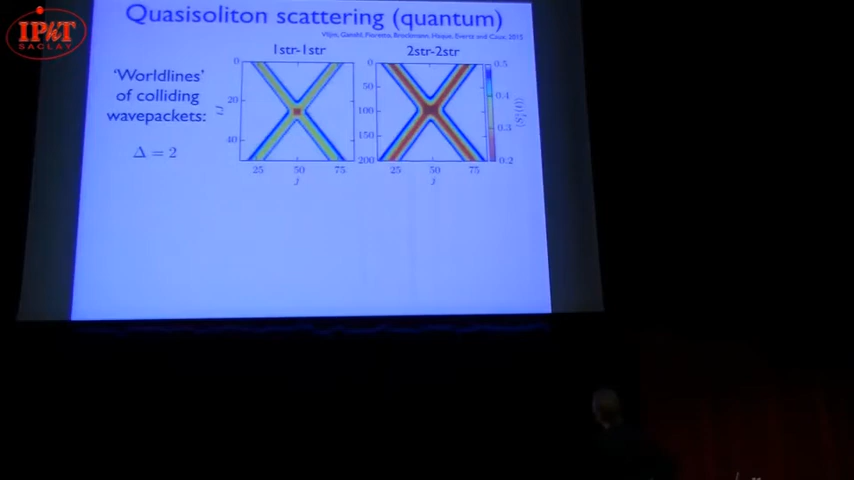 IPhT
SACLAY
Quasisoliton scattering (quantum)
Vlijm, Ganahl, Fioretto, Brockmann, Haque, Evertz and Caux, 2015
1str-1str
2str-2str
'Worldlines'
of colliding
wavepackets:
Δ = 2
0
20
40
tJ
25
50
75
j
0
50
100
150
200
25
50
75
j
0.5
0.4
0.3
0.2